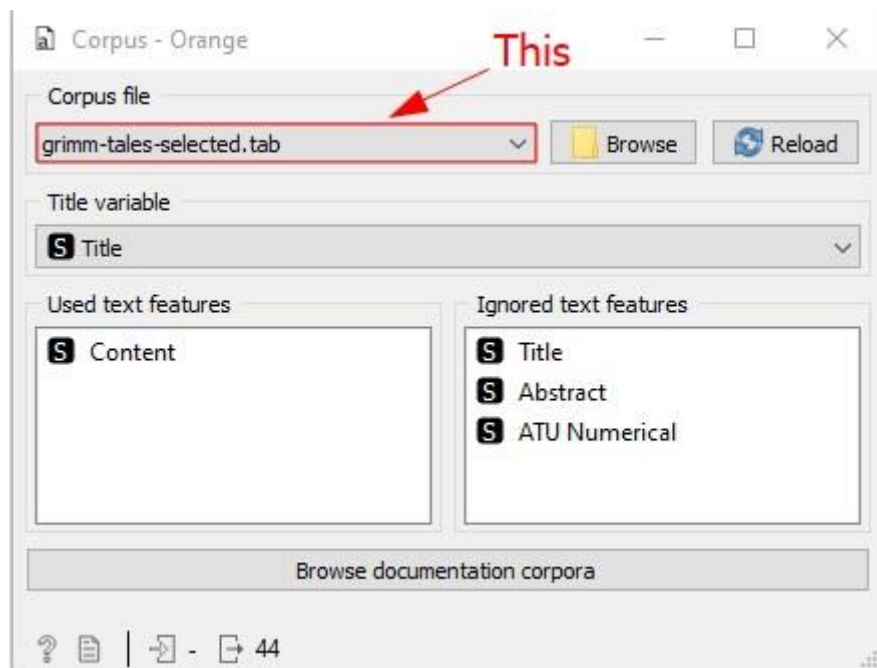 Corpus - Orange
This
Corpus file
grimm-tales-selected.tab
Browse
Reload
Title variable
S Title
Used text features
Ignored text features
S Content
S Title
S Abstract
S ATU Numerical
Browse documentation corpora
? | - 44